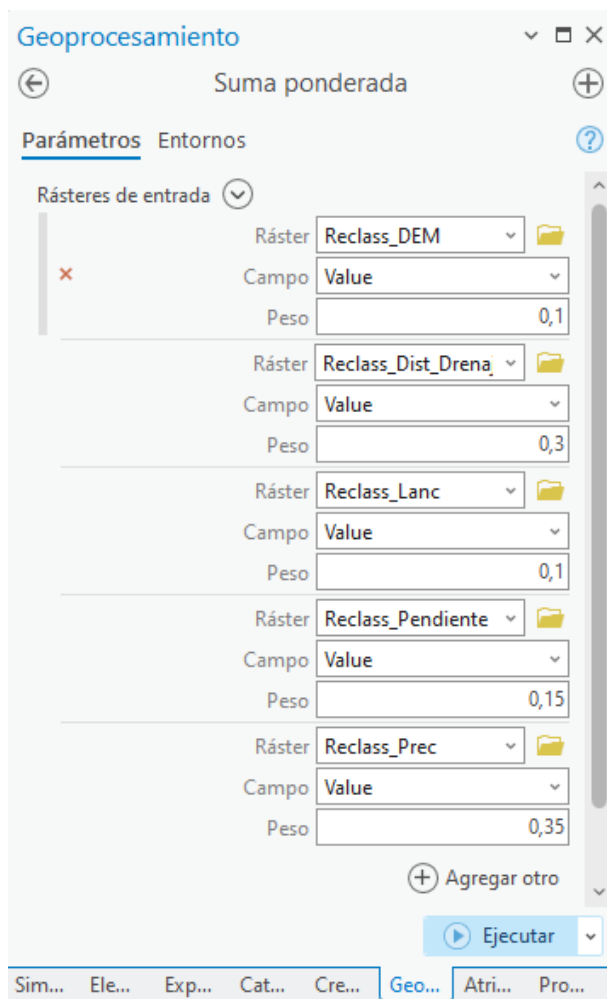 Geoprocesamiento
Suma ponderada
Parámetros Entornos
Rásteres de entrada
Ráster Reclass_DEM
Campo Value
Peso 0,1
Ráster Reclass_Dist_Drenaj
Campo Value
Peso 0,3
Ráster Reclass_Lanc
Campo Value
Peso 0,1
Ráster Reclass_Pendiente
Campo Value
Peso 0,15
Ráster Reclass_Prec
Campo Value
Peso 0,35
Agregar otro
Ejecutar
Sim... Ele... Exp... Cat... Cre... Geo... Atri... Pro...